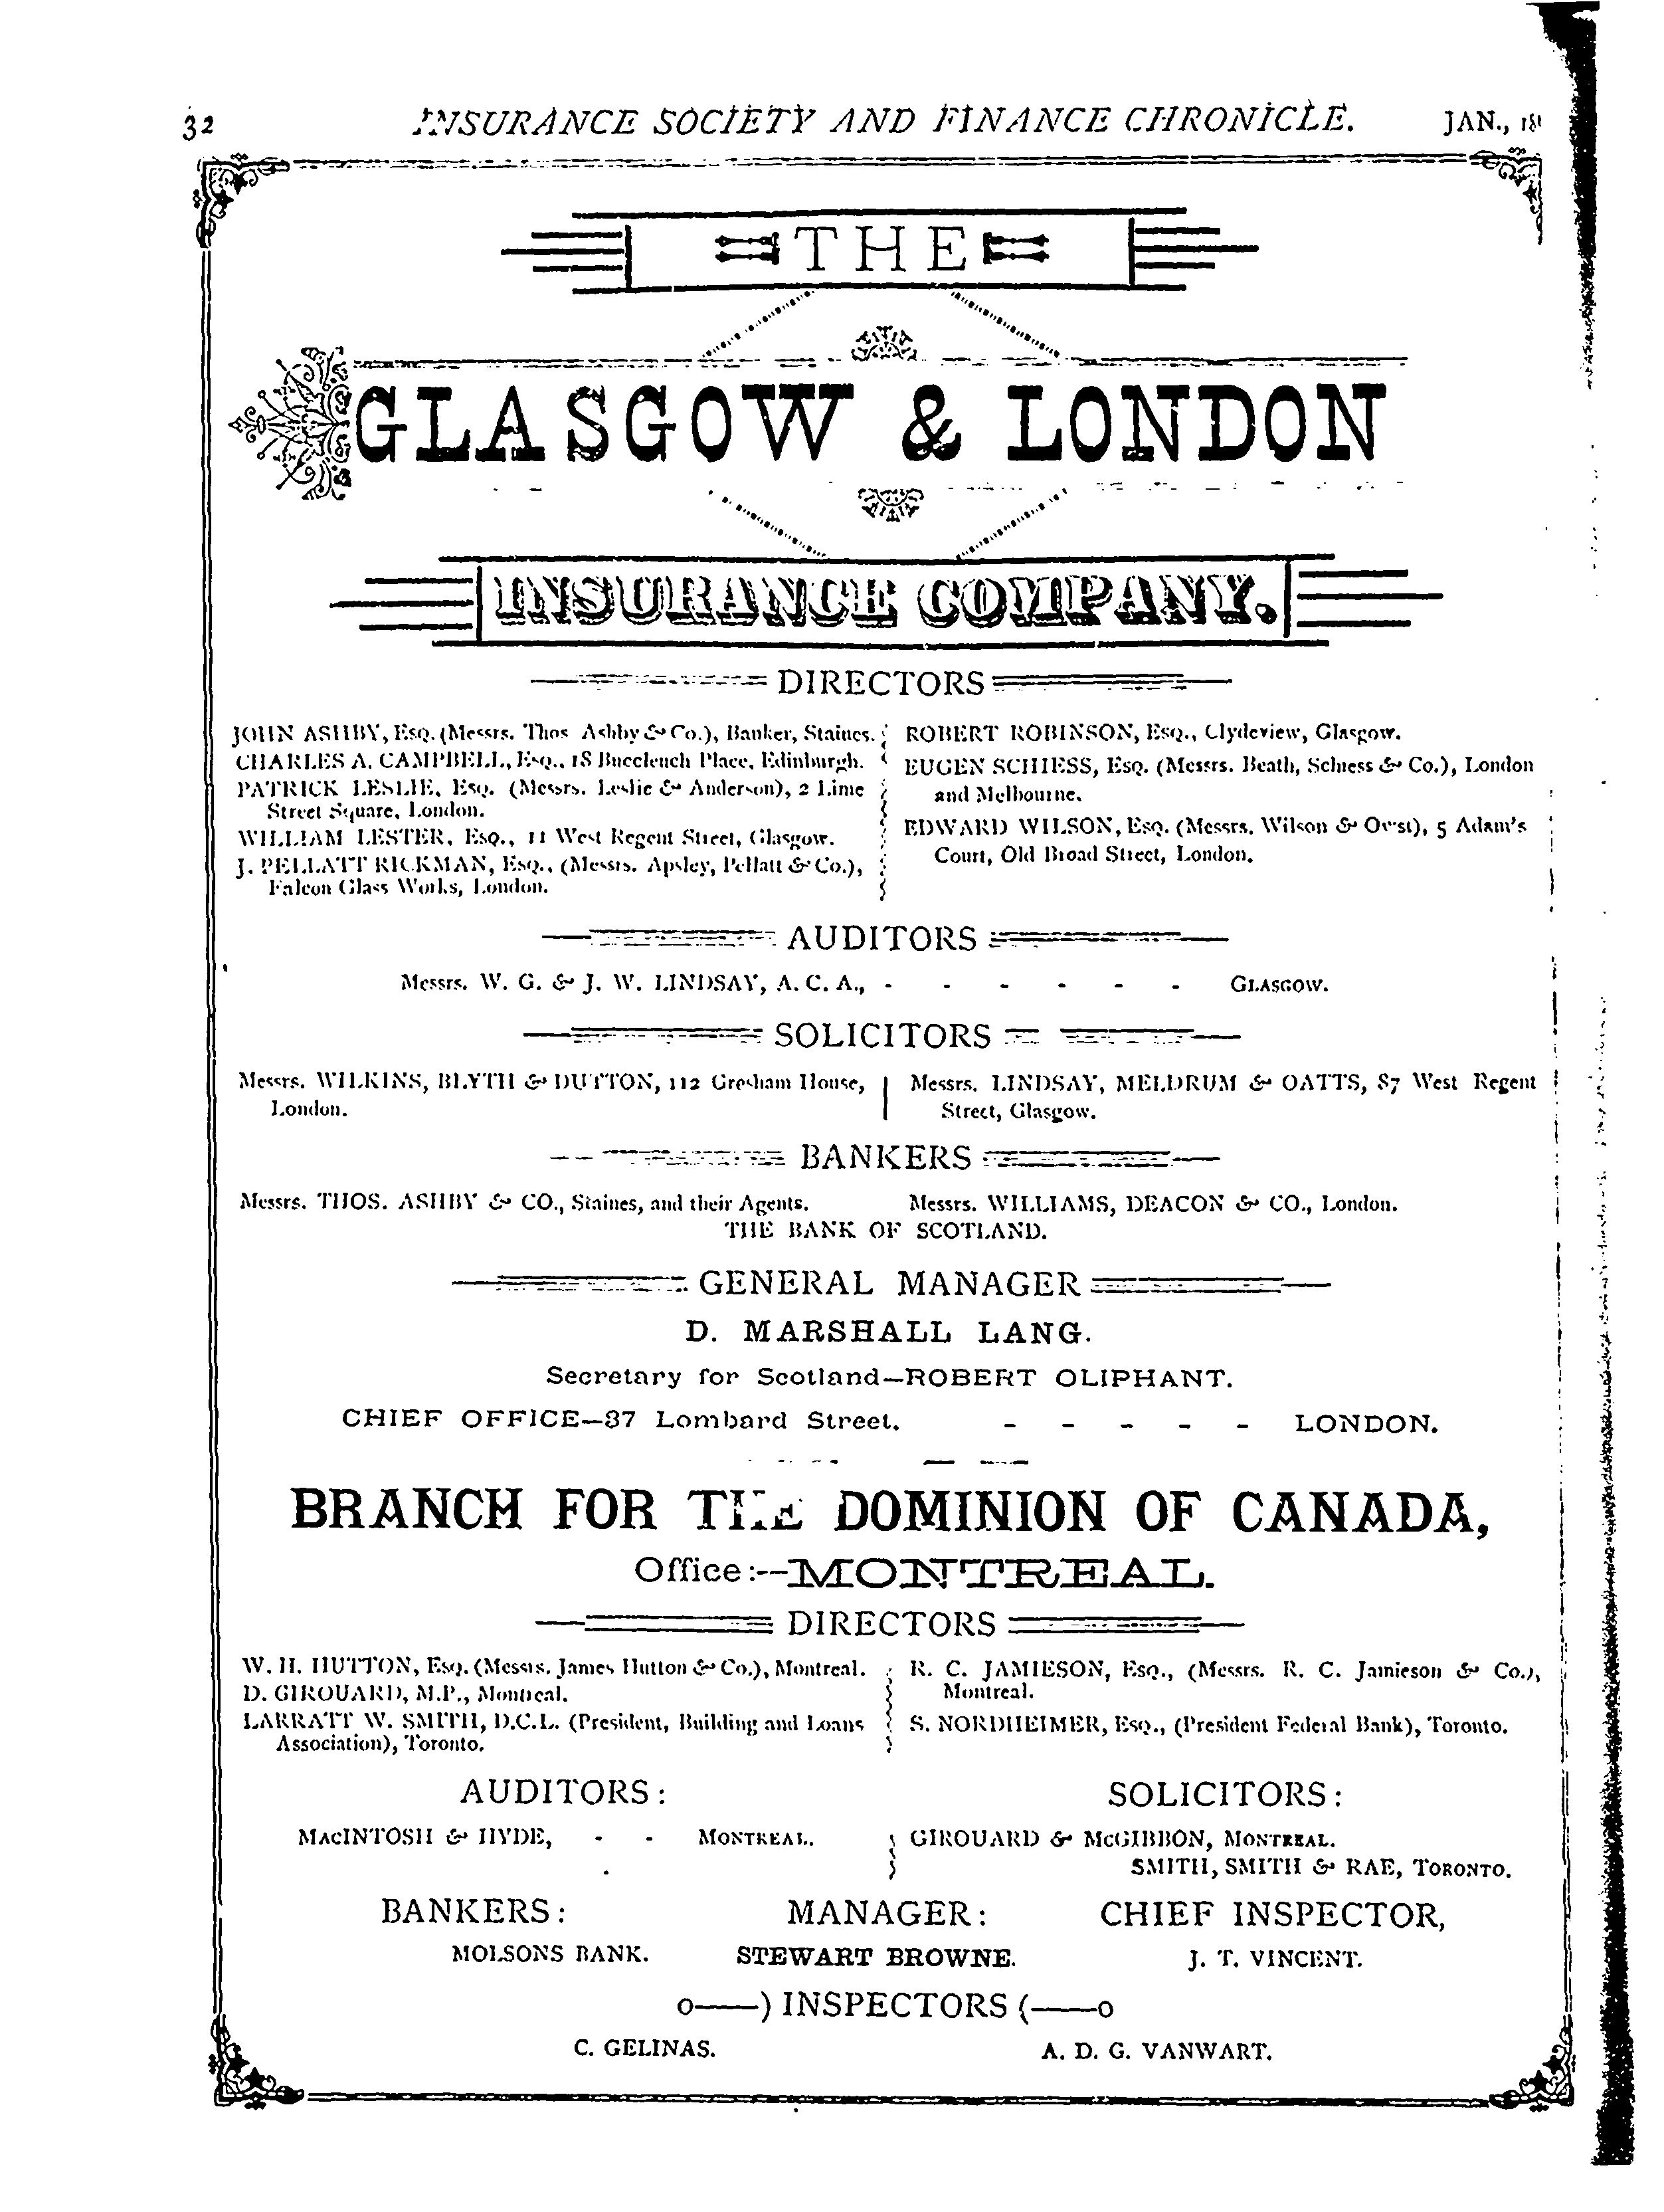 32 INSURANCE SOCIETY AND FINANCE CHRONICLE. JAN.,
THE
GLASGOW & LONDON
INSURANCE COMPANY.
DIRECTORS
JOHN ASHBY, Esq. (Messrs. Thos Ashby & Co.), Banker, Staines.
CHARLES A. CAMPBELL, Esq., 18 Buccleuch Place, Edinburgh.
PATRICK LESLIE, Esq. (Messrs. Leslie & Anderson), 2 Lime
Street Square, London.
WILLIAM LESTER, Esq., 11 West Regent Street, Glasgow.
J. PELLATT RICKMAN, Esq., (Messrs. Apsley, Pellatt & Co.),
Falcon Glass Works, London.
ROBERT ROBINSON, Esq., Clydeview, Glasgow.
EUGEN SCHIESS, Esq. (Messrs. Beath, Schiess & Co.), London
and Melbourne.
EDWARD WILSON, Esq. (Messrs. Wilson & ), 5 Adam's
Court, Old Broad Street, London.
AUDITORS
Messrs. W. G. & J. W. LINDSAY, A. C. A., - - - - - - GLASGOW.
SOLICITORS
Messrs. WILKINS, BLYTH & DUTTON, 112 Gresham House,
London.
Messrs. LINDSAY, MELDRUM & OATTS, 87 West Regent
Street, Glasgow.
BANKERS
Messrs. THOS. ASHBY & CO., Staines, and their Agents. Messrs. WILLIAMS, DEACON & CO., London.
THE BANK OF SCOTLAND.
GENERAL MANAGER
D. MARSHALL LANG.
Secretary for Scotland—ROBERT OLIPHANT.
CHIEF OFFICE—37 Lombard Street. - - - - - LONDON.
BRANCH FOR THE DOMINION OF CANADA,
Office:--MONTREAL.
DIRECTORS
W. H. HUTTON, Esq. (Messrs. James Hutton & Co.), Montreal.
D. GIROUARD, M.P., Montreal.
LARRATT W. SMITH, D.C.L. (President, Building and Loans
Association), Toronto.
R. C. JAMIESON, Esq., (Messrs. R. C. Jamieson & Co.),
Montreal.
S. NORDHEIMER, Esq., (President Federal Bank), Toronto.
AUDITORS:
MACINTOSH & HYDE, - - MONTREAL.
SOLICITORS:
GIROUARD & McGIBBON, MONTREAL.
SMITH, SMITH & RAE, TORONTO.
BANKERS: MANAGER: CHIEF INSPECTOR,
MOLSONS BANK. STEWART BROWNE. J. T. VINCENT.
o——) INSPECTORS (——o
C. GELINAS. A. D. G. VANWART.